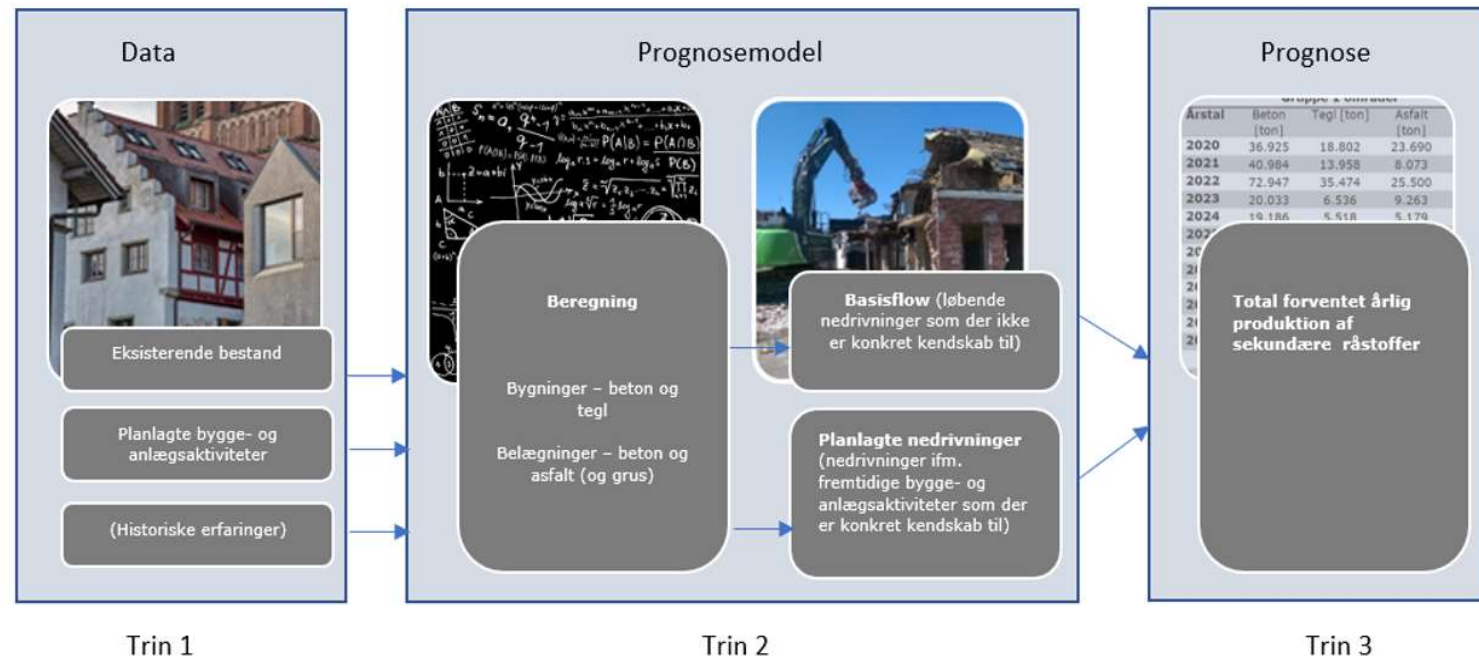 Data
Eksisterende bestand
Planlagte bygge- og
anlægsaktiviteter
(Historiske erfaringer)
Trin 1
Prognosemodel
Beregning
Bygninger – beton og
tegl
Belægninger – beton og
asfalt (og grus)
Basisflow (løbende
nedrivninger som der ikke
er konkret kendskab til)
Planlagte nedrivninger
(nedrivninger ifm.
fremtidige bygge- og
anlægsaktiviteter som der
er konkret kendskab til)
Trin 2
Prognose
Årstal Beton Tegl [ton] Asfalt
[ton] [ton]
2020 36.925 18.802 23.690
2021 40.984 13.958 8.073
2022 72.947 35.474 25.500
2023 20.033 6.536 9.263
2024 19.186 5.518 5.179
Total forventet årlig
produktion af
sekundære råstoffer
Trin 3